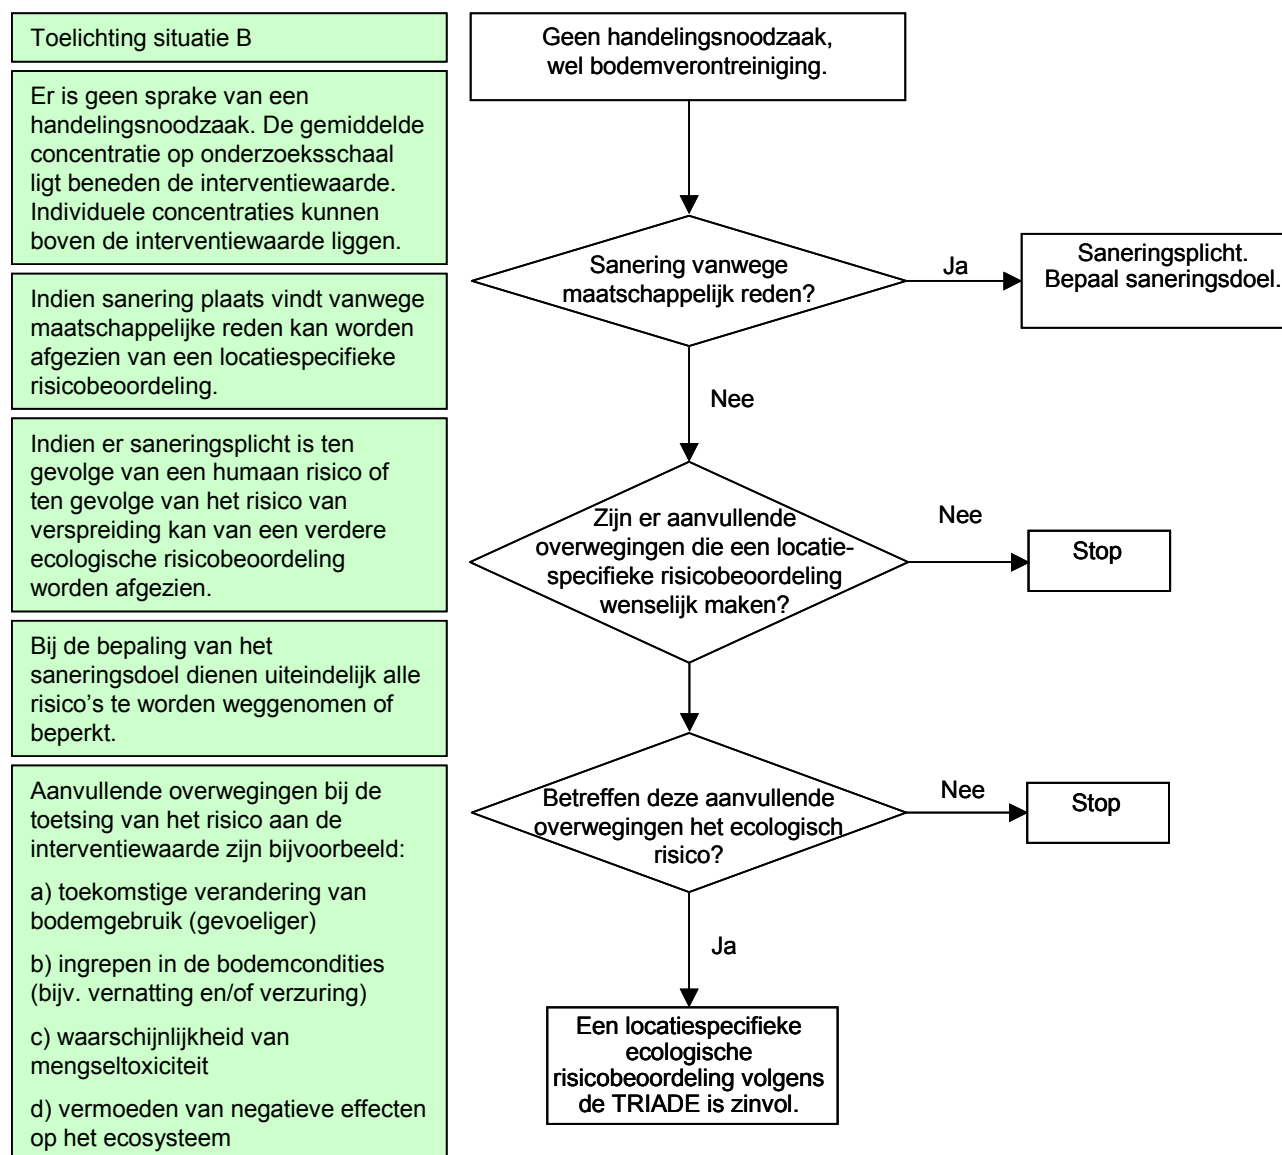 Toelichting situatie B
Er is geen sprake van een
handelingsnoodzaak. De gemiddelde
concentratie op onderzoeksschaal
ligt beneden de interventiewaarde.
Individuele concentraties kunnen
boven de interventiewaarde liggen.
Indien sanering plaats vindt vanwege
maatschappelijke reden kan worden
afgezien van een locatiespecifieke
risicobeoordeling.
Indien er saneringsplicht is ten
gevolge van een humaan risico of
ten gevolge van het risico van
verspreiding kan van een verdere
ecologische risicobeoordeling
worden afgezien.
Bij de bepaling van het
saneringsdoel dienen uiteindelijk alle
risico's te worden weggenomen of
beperkt.
Aanvullende overwegingen bij de
toetsing van het risico aan de
interventiewaarde zijn bijvoorbeeld:
a) toekomstige verandering van
bodemgebruik (gevoeliger)
b) ingrepen in de bodemcondities
(bijv. vernatting en/of verzuring)
c) waarschijnlijkheid van
mengseltoxiciteit
d) vermoeden van negatieve effecten
op het ecosysteem
Geen handelingsnoodzaak,
wel bodemverontreiniging.
Sanering vanwege
maatschappelijk reden?
Ja
Saneringsplicht.
Bepaal saneringsdoel.
Nee
Zijn er aanvullende
overwegingen die een locatie-
specifieke risicobeoordeling
wenselijk maken?
Nee
Stop
Betreffen deze aanvullende
overwegingen het ecologisch
risico?
Nee
Stop
Ja
Een locatiespecifieke
ecologische
risicobeoordeling volgens
de TRIADE is zinvol.